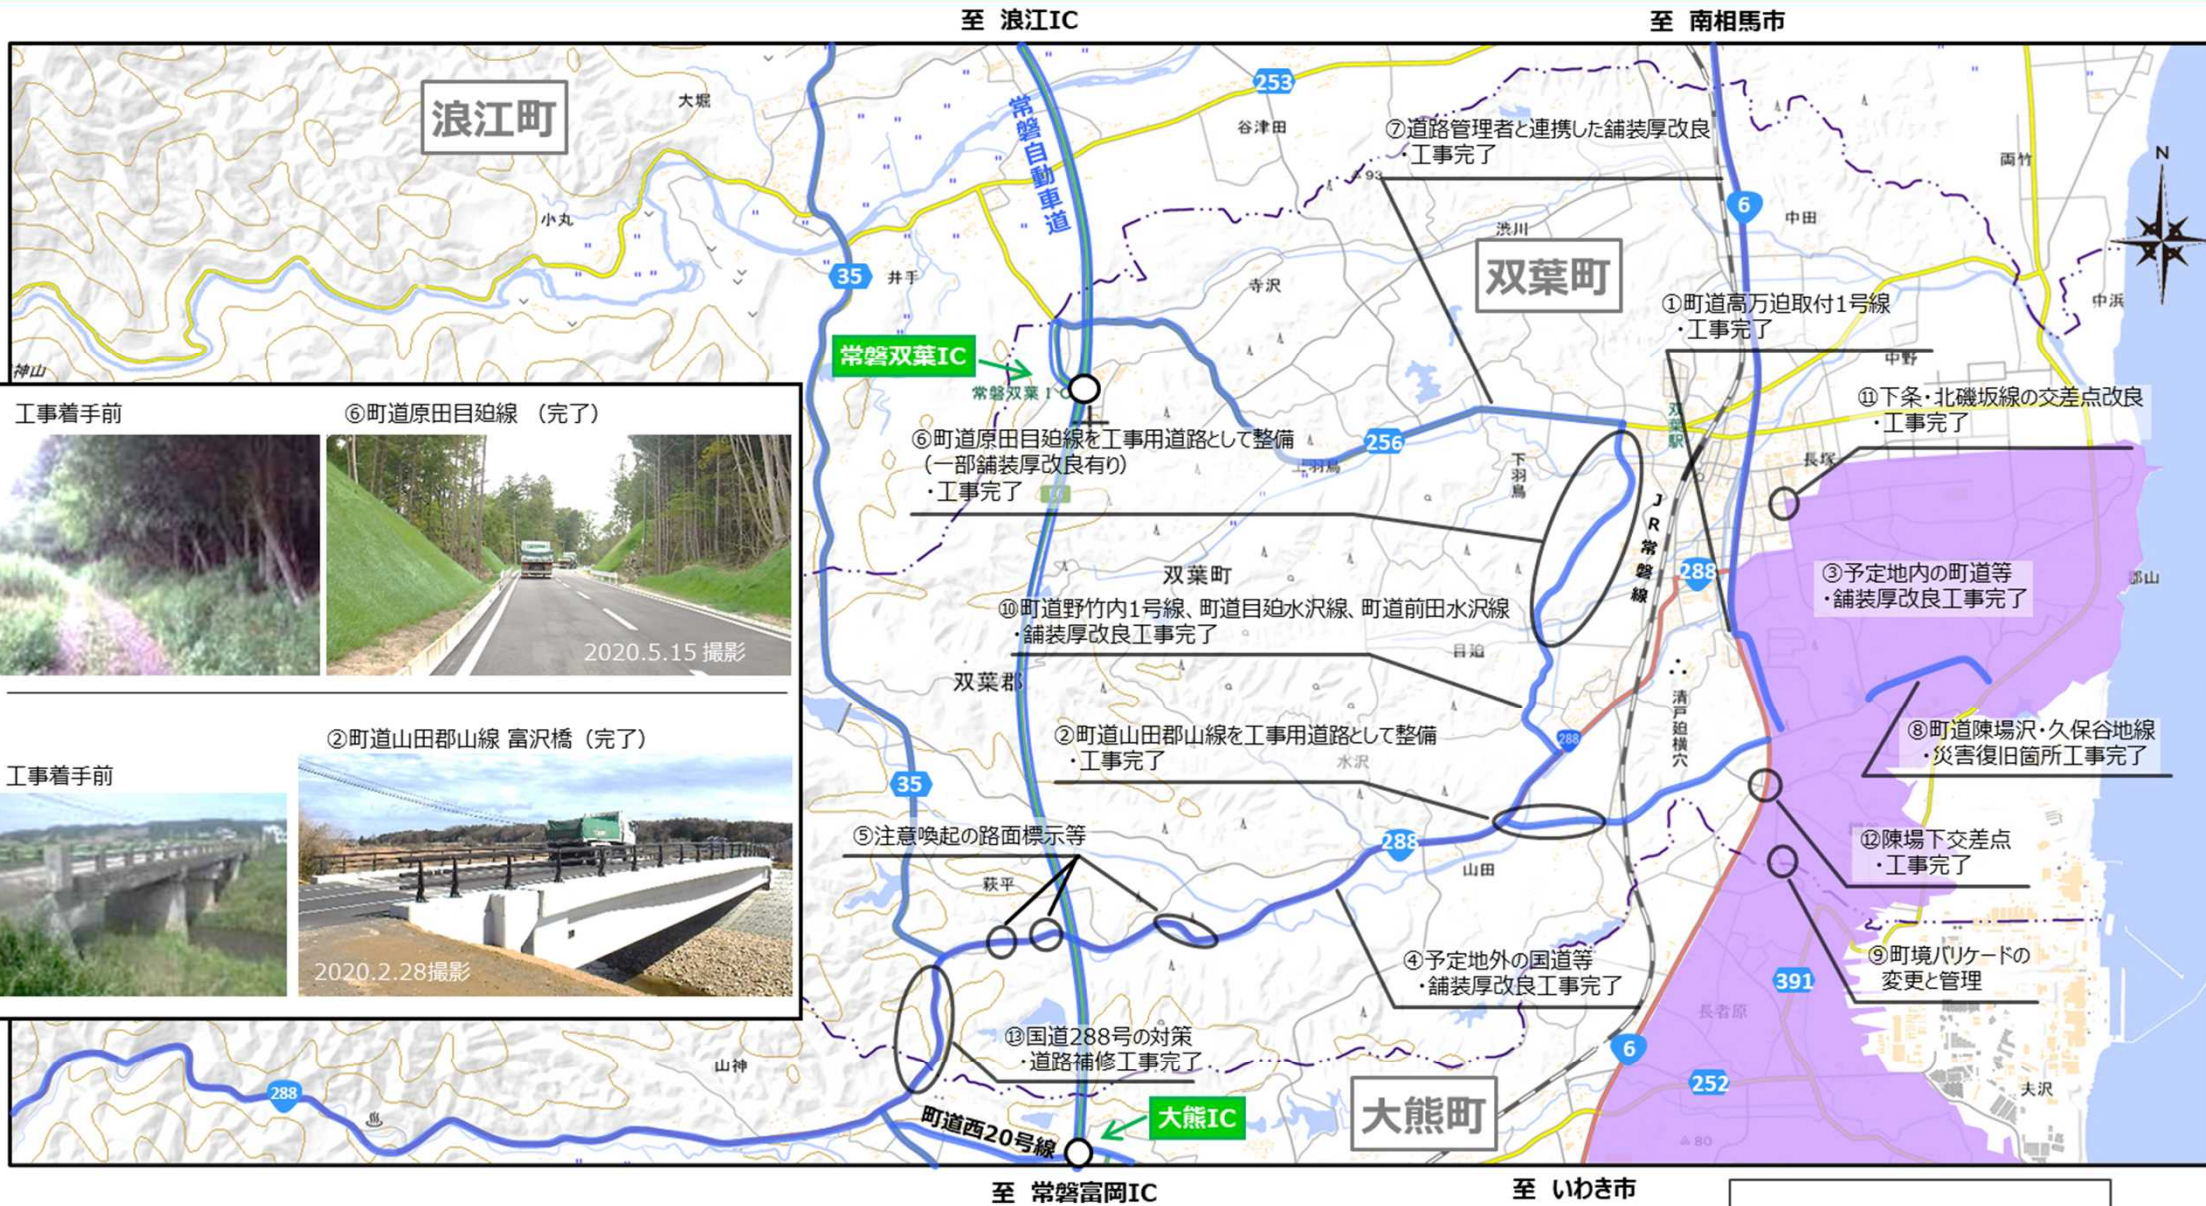 至 浪江IC
至 南相馬市
浪江町
大堀
常磐自動車道
253
谷津田
⑦道路管理者と連携した舗装厚改良
・工事完了
93
両竹
N
6
中田
小丸
渋川
双葉町
35
井手
寺沢
①町道高万迫取付1号線
・工事完了
中浜
中野
常磐双葉IC
常磐双葉IC
神山
双葉駅
⑪下条・北磯坂線の交差点改良
・工事完了
工事着手前
⑥町道原田目廹線 （完了）
2020.5.15 撮影
⑥町道原田目廹線を工事用道路として整備
（一部舗装厚改良有り）
・工事完了
256
上羽鳥
下羽鳥
長塚
JR常磐線
288
③予定地内の町道等
・舗装厚改良工事完了
郡山
双葉町
⑩町道野竹内1号線、町道目廹水沢線、町道前田水沢線
・舗装厚改良工事完了
目廹
双葉郡
清戸廹横穴
288
②町道山田郡山線を工事用道路として整備
・工事完了
水沢
⑧町道陳場沢・久保谷地線
・災害復旧箇所工事完了
②町道山田郡山線 富沢橋（完了）
工事着手前
2020.2.28撮影
35
⑤注意喚起の路面標示等
萩平
288
山田
⑫陳場下交差点
・工事完了
④予定地外の国道等
・舗装厚改良工事完了
⑨町境バリケードの
変更と管理
391
長者原
⑬国道288号の対策
・道路補修工事完了
山神
6
252
288
町道西20号線
大熊IC
大熊町
夫沢
80
至 常磐富岡IC
至 いわき市